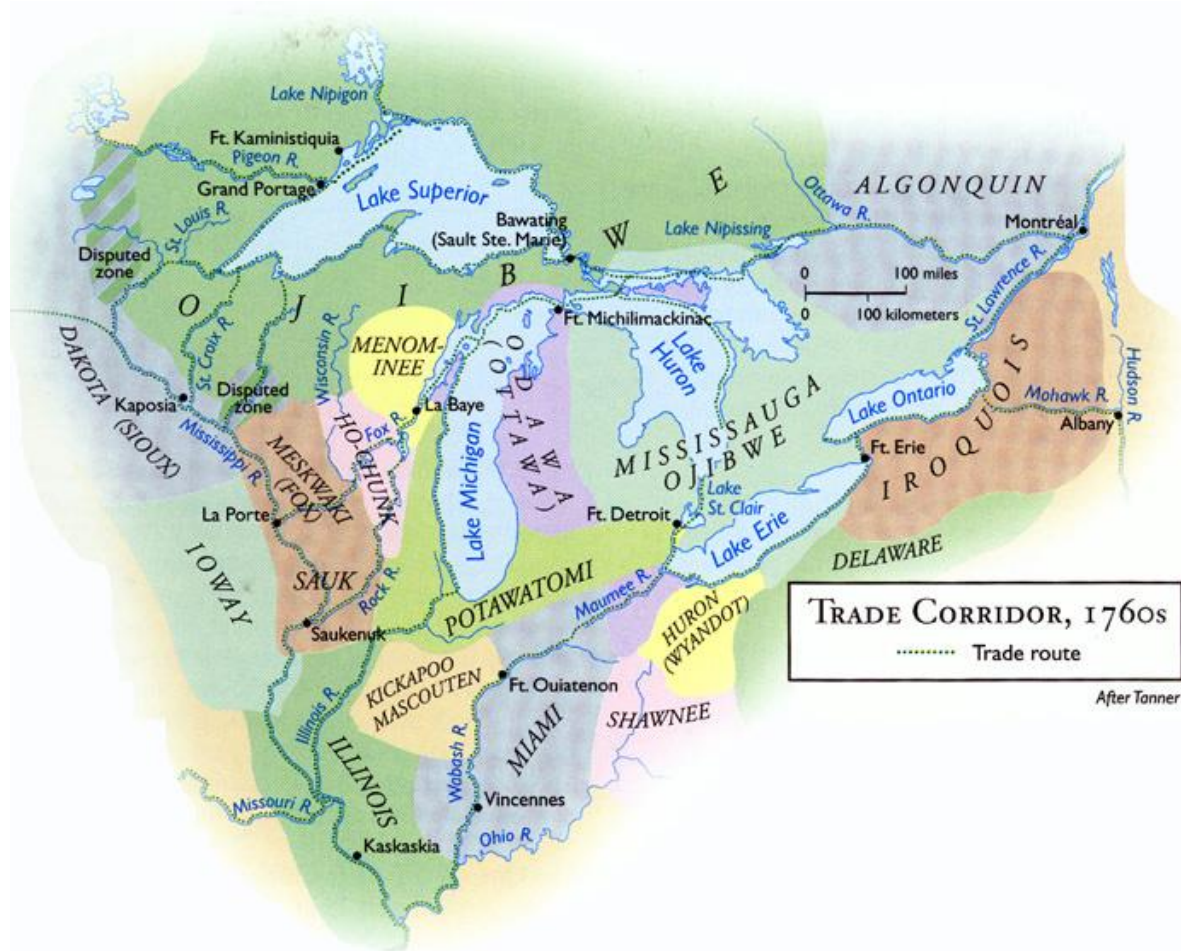 Lake Nipigon
Ft. Kaministiquia
Pigeon R.
Grand Portage
Lake Superior
St. Louis R.
Disputed
zone
Bawating
(Sault Ste. Marie)
Lake Nipissing
Ottawa R.
ALGONQUIN
Montréal
0 100 miles
0 100 kilometers
St. Lawrence R.
O J I B W E
DAKOTA
(SIOUX)
St. Croix R.
Wisconsin R.
MENOM-
INEE
Ft. Michilimackinac
Lake
Huron
Kaposia
Disputed
zone
Mississippi R.
HO-CHUNK
Fox R.
La Baye
Lake Michigan
ODAWA
(OTTAWA)
MISSISSAUGA
OJIBWE
Lake Ontario
Mohawk R.
Hudson R.
Albany
IROQUOIS
Ft. Erie
MESKWAKI
(FOX)
La Porte
Lake
St. Clair
Ft. Detroit
Lake Erie
DELAWARE
IOWAY
SAUK
Rock R.
Saukenuk
POTAWATOMI
Maumee R.
HURON
(WYANDOT)
KICKAPOO
MASCOUTEN
Ft. Ouiatenon
SHAWNEE
MIAMI
Illinois R.
ILLINOIS
Wabash R.
Vincennes
Missouri R.
Ohio R.
Kaskaskia
TRADE CORRIDOR, 1760s
Trade route
After Tanner